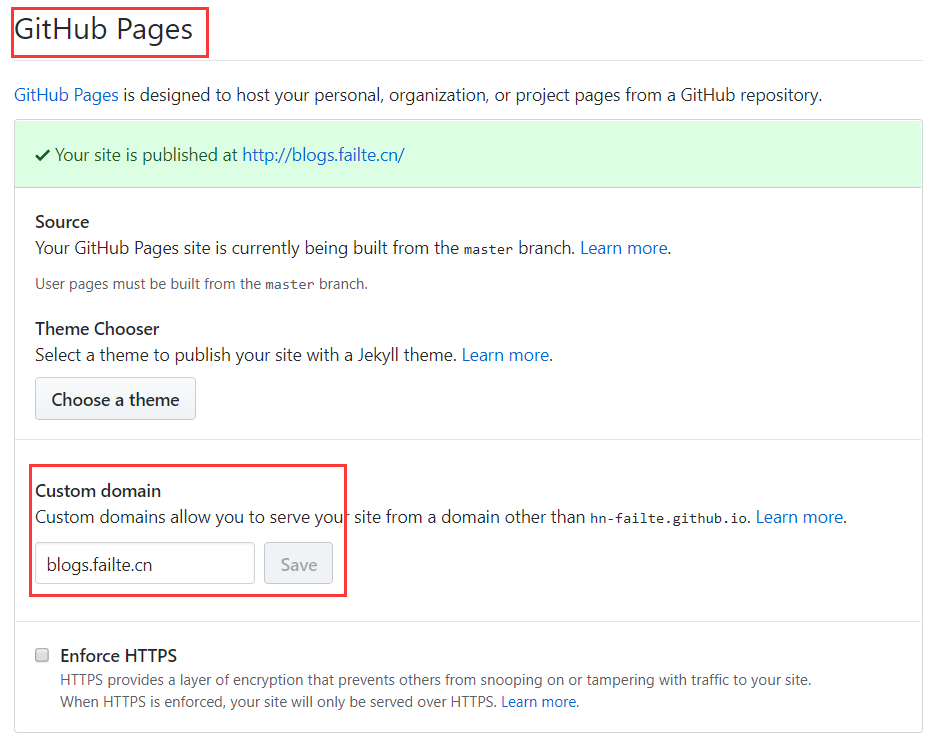 GitHub Pages
GitHub Pages is designed to host your personal, organization, or project pages from a GitHub repository.
Your site is published at http://blogs.failte.cn/
Source
Your GitHub Pages site is currently being built from the master branch. Learn more.
User pages must be built from the master branch.
Theme Chooser
Select a theme to publish your site with a Jekyll theme. Learn more.
Choose a theme
Custom domain
Custom domains allow you to serve your site from a domain other than hn-failte.github.io. Learn more.
blogs.failte.cn Save
Enforce HTTPS
HTTPS provides a layer of encryption that prevents others from snooping on or tampering with traffic to your site.
When HTTPS is enforced, your site will only be served over HTTPS. Learn more.